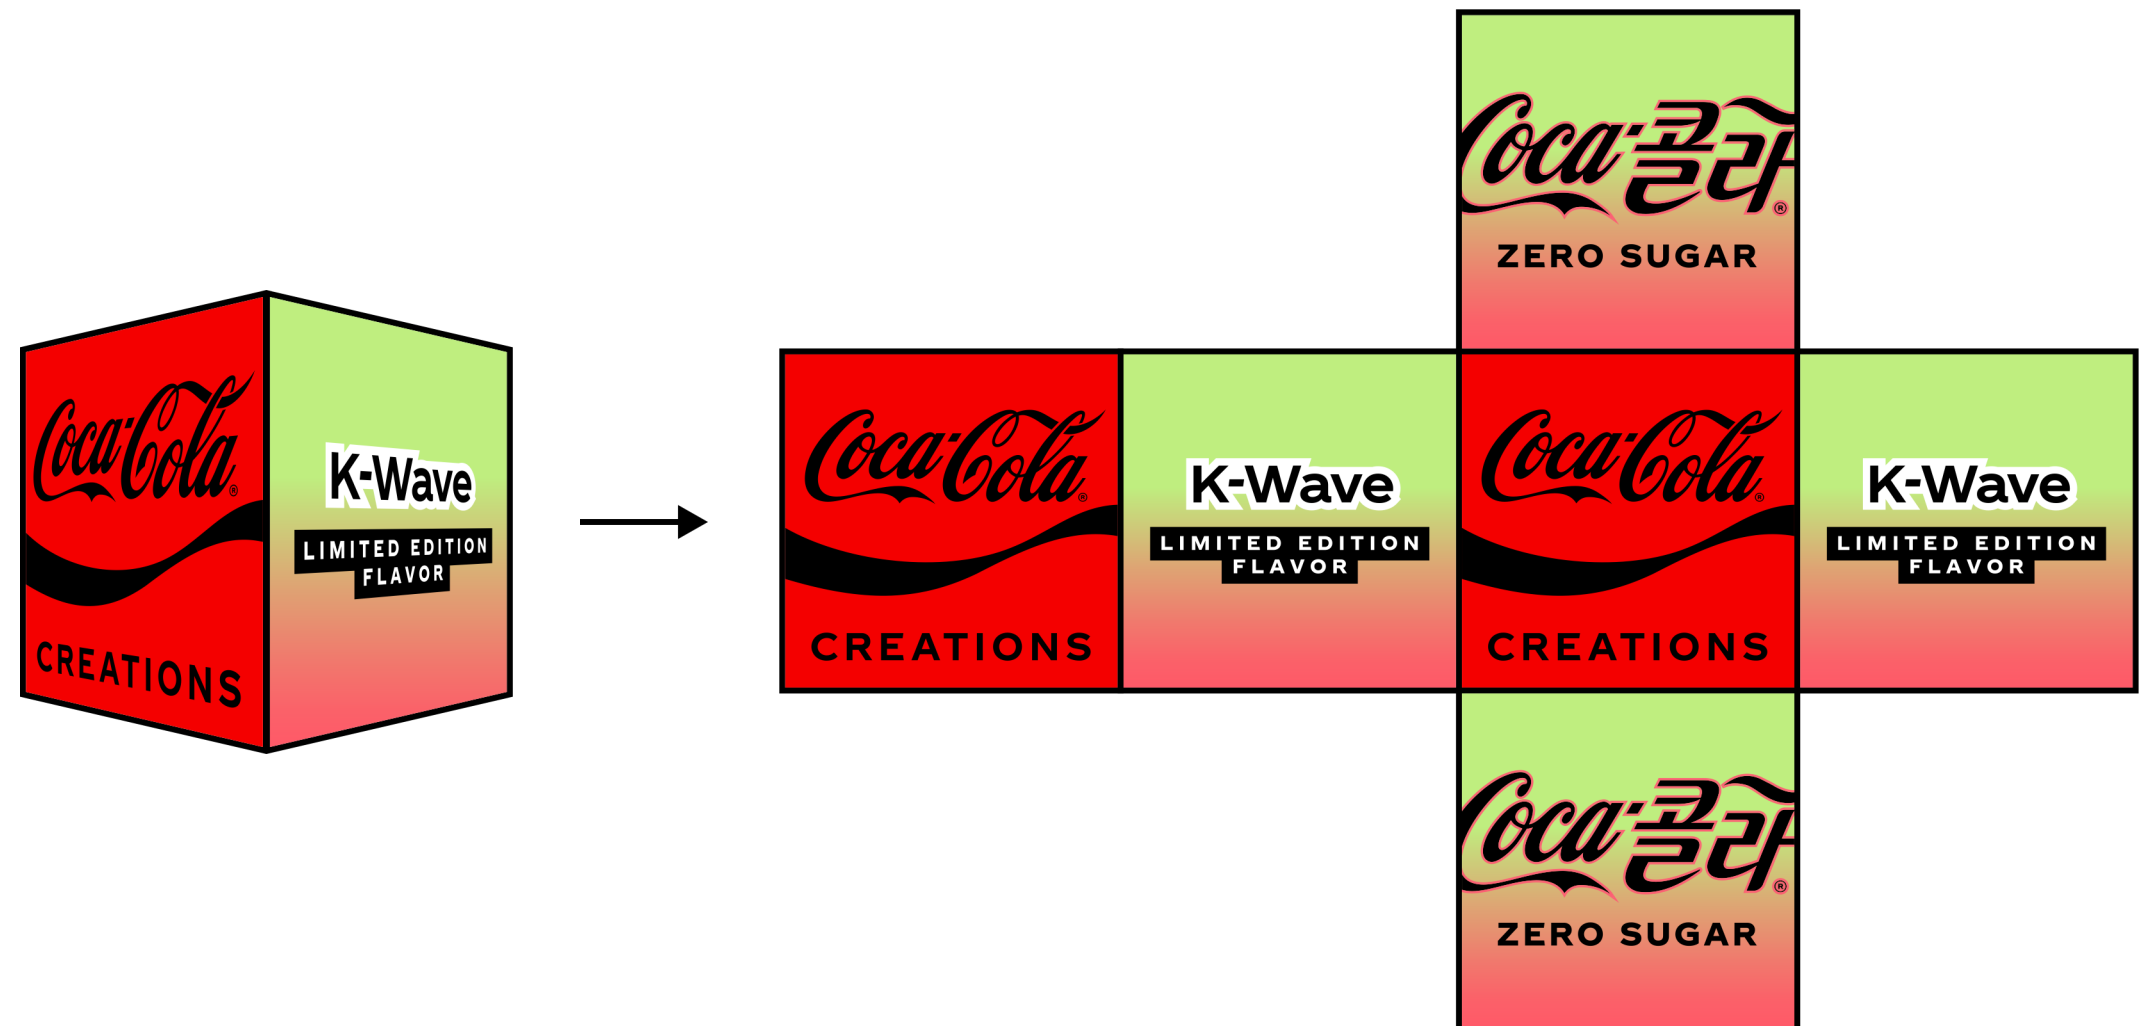 Coca-Cola®
CREATIONS
K-Wave
LIMITED EDITION
FLAVOR
Coca-콜라®
ZERO SUGAR
Coca-Cola®
CREATIONS
K-Wave
LIMITED EDITION
FLAVOR
Coca-Cola®
CREATIONS
K-Wave
LIMITED EDITION
FLAVOR
Coca-콜라®
ZERO SUGAR